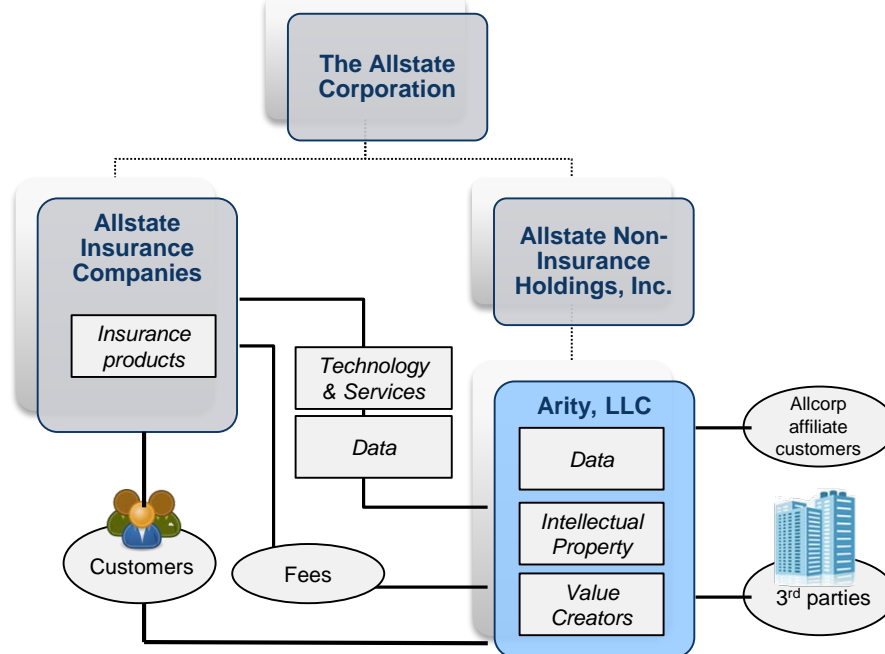 The Allstate
Corporation
Allstate
Insurance
Companies
Insurance
products
Allstate Non-
Insurance
Holdings, Inc.
Technology
& Services
Data
Arity, LLC
Data
Intellectual
Property
Value
Creators
Allcorp
affiliate
customers
Customers
Fees
3rd parties